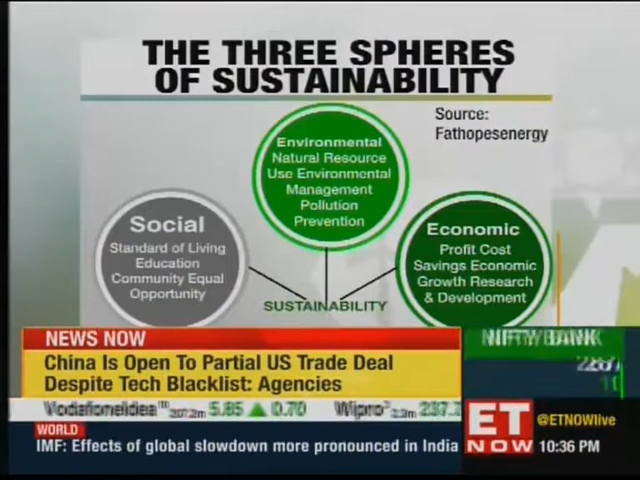 THE THREE SPHERES
OF SUSTAINABILITY
Source:
Fathopesenergy
Environmental
Natural Resource
Use Environmental
Management
Pollution
Prevention
Social
Standard of Living
Education
Community Equal
Opportunity
Economic
Profit Cost
Savings Economic
Growth Research
& Development
SUSTAINABILITY
NEWS NOW
China Is Open To Partial US Trade Deal
Despite Tech Blacklist: Agencies
NIFTY BANK
VodafoneIdea 207.2m 5.85 ▲ 0.70 Wipro 237.
WORLD
IMF: Effects of global slowdown more pronounced in India
ET
NOW
@ETNOWlive
10:36 PM